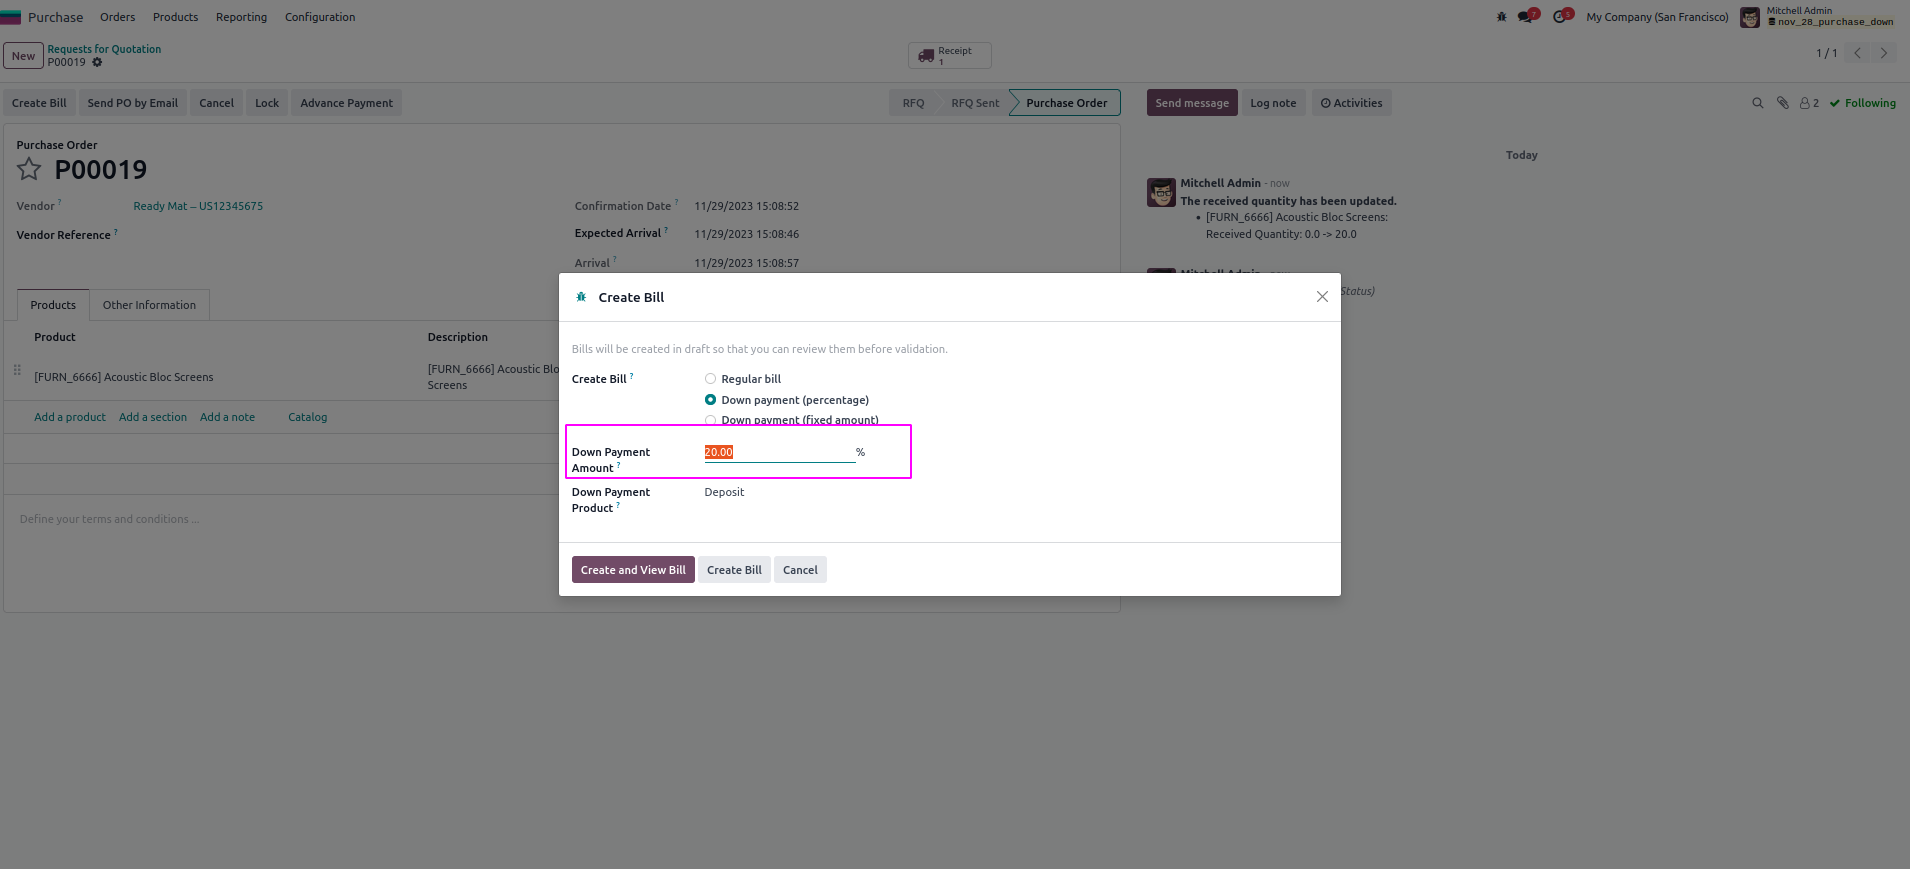 Purchase Orders Products Reporting Configuration
7 5 My Company (San Francisco) Mitchell Admin
nov_28_purchase_down
New Requests for Quotation
P00019
Receipt
1
1 / 1
Create Bill Send PO by Email Cancel Lock Advance Payment
RFQ RFQ Sent Purchase Order
Send message Log note Activities
2 Following
Purchase Order
P00019
Vendor ? Ready Mat – US12345675
Vendor Reference ?
Confirmation Date ? 11/29/2023 15:08:52
Expected Arrival ? 11/29/2023 15:08:46
Arrival ? 11/29/2023 15:08:57
Today
Mitchell Admin - now
The received quantity has been updated.
• [FURN_6666] Acoustic Bloc Screens:
Received Quantity: 0.0 -> 20.0
Mitchell Admin - now
Status)
Products Other Information
Product Description
[FURN_6666] Acoustic Bloc Screens
[FURN_6666] Acoustic Blo
Screens
Add a product Add a section Add a note Catalog
Define your terms and conditions ...
Create Bill
Bills will be created in draft so that you can review them before validation.
Create Bill ? Regular bill
Down payment (percentage)
Down payment (fixed amount)
Down Payment
Amount ?
20.00 %
Down Payment
Product ?
Deposit
Create and View Bill Create Bill Cancel